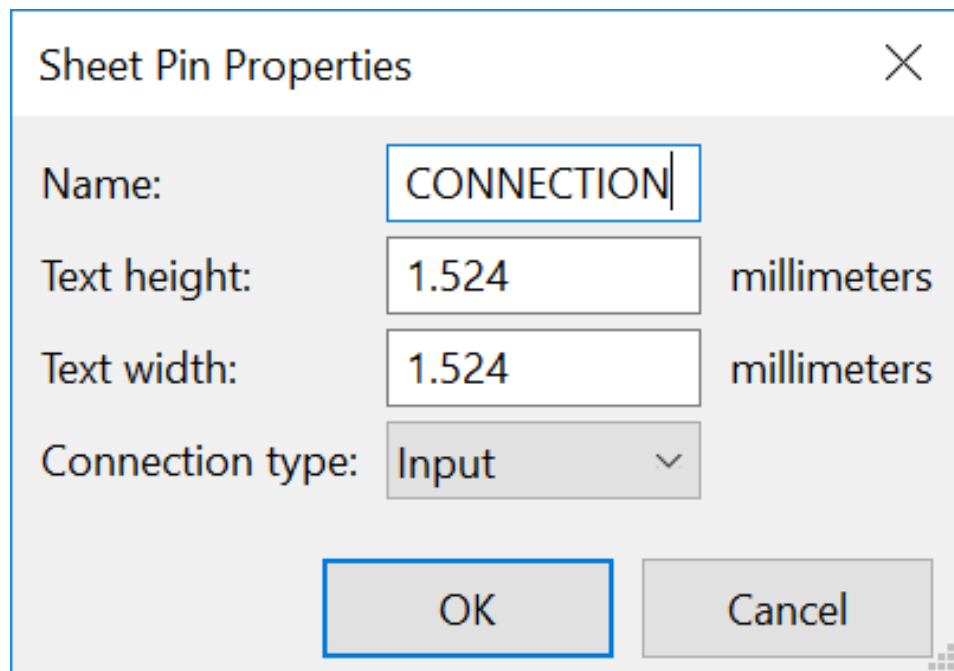 Sheet Pin Properties
Name: CONNECTION
Text height: 1.524 millimeters
Text width: 1.524 millimeters
Connection type: Input
OK Cancel